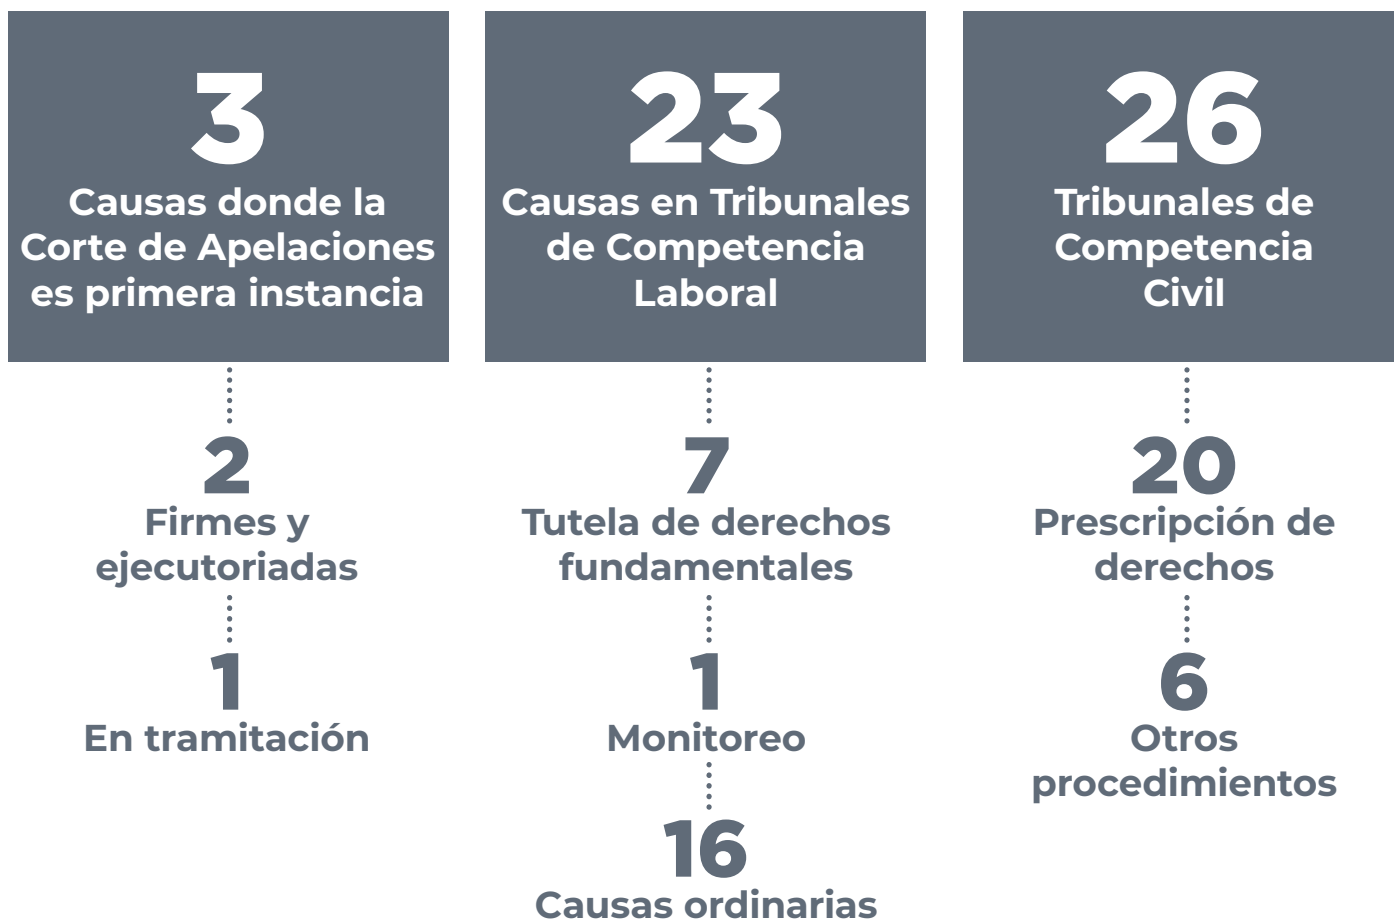 3
Causas donde la
Corte de Apelaciones
es primera instancia
2
Firmes y
ejecutoriadas
1
En tramitación
23
Causas en Tribunales
de Competencia
Laboral
7
Tutela de derechos
fundamentales
1
Monitoreo
16
Causas ordinarias
26
Tribunales de
Competencia
Civil
20
Prescripción de
derechos
6
Otros
procedimientos